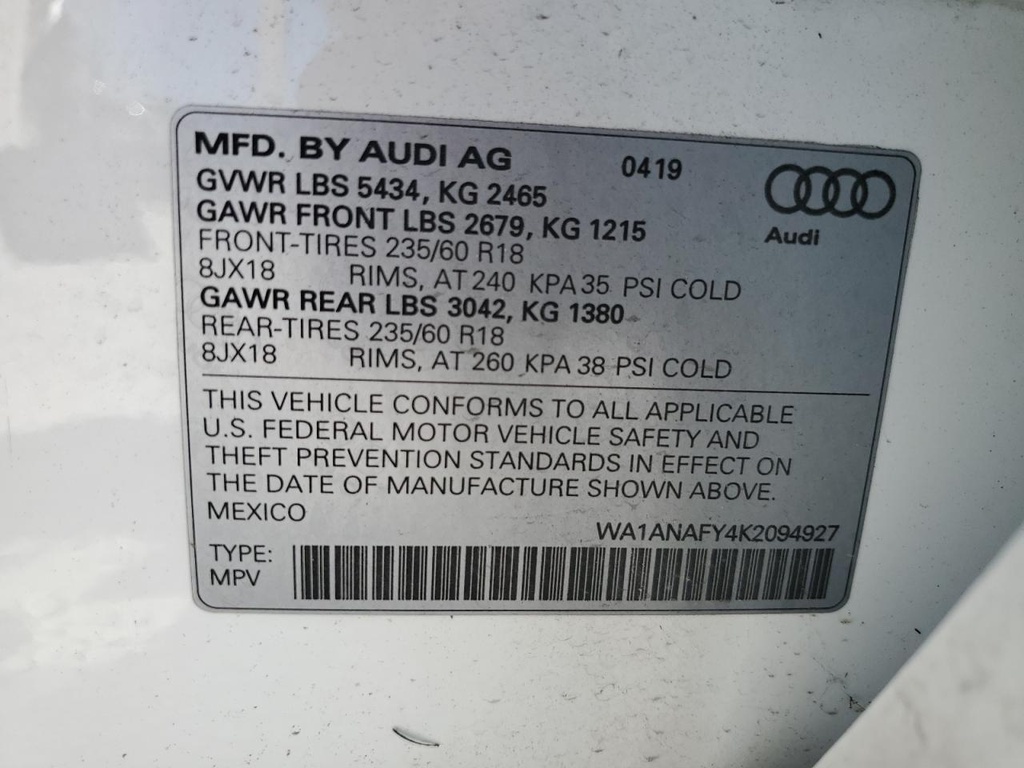 MFD. BY AUDI AG 0419
GVWR LBS 5434, KG 2465
GAWR FRONT LBS 2679, KG 1215
Audi
FRONT-TIRES 235/60 R18
8JX18 RIMS, AT 240 KPA 35 PSI COLD
GAWR REAR LBS 3042, KG 1380
REAR-TIRES 235/60 R18
8JX18 RIMS, AT 260 KPA 38 PSI COLD
THIS VEHICLE CONFORMS TO ALL APPLICABLE
U.S. FEDERAL MOTOR VEHICLE SAFETY AND
THEFT PREVENTION STANDARDS IN EFFECT ON
THE DATE OF MANUFACTURE SHOWN ABOVE.
MEXICO
WA1ANAFY4K2094927
TYPE:
MPV